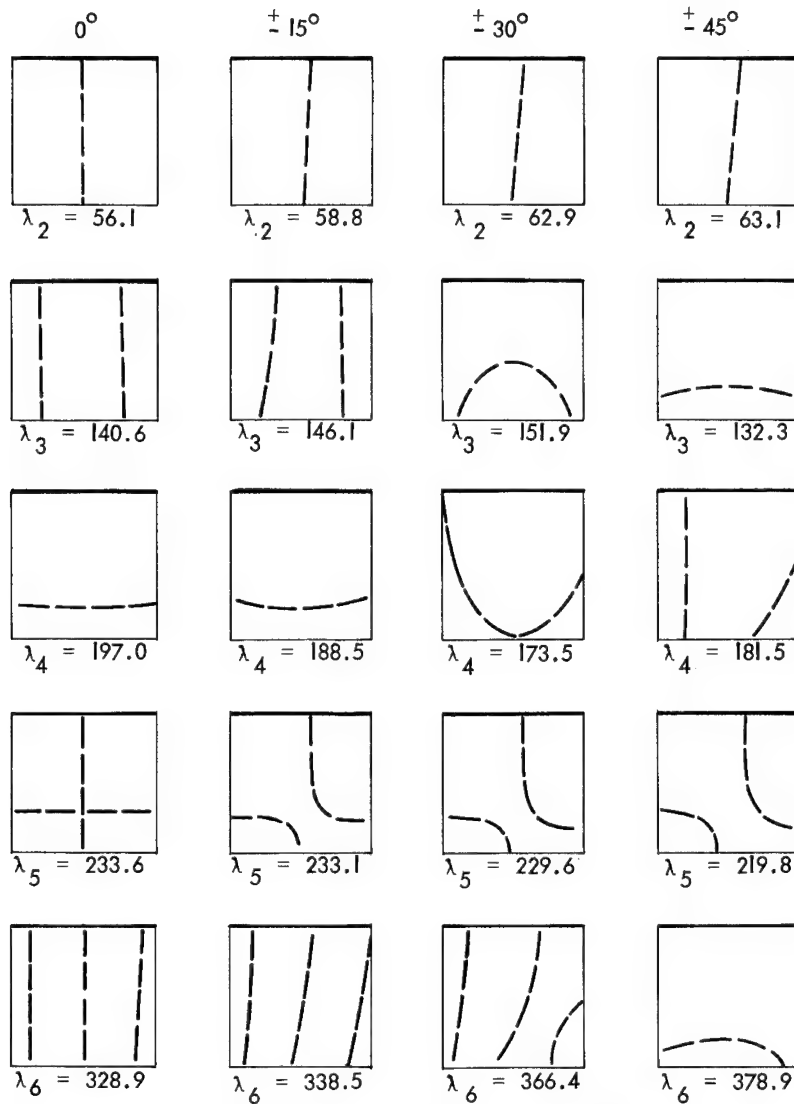 0° ± 15° ± 30° ± 45°
λ2 = 56.1 λ2 = 58.8 λ2 = 62.9 λ2 = 63.1
λ3 = 140.6 λ3 = 146.1 λ3 = 151.9 λ3 = 132.3
λ4 = 197.0 λ4 = 188.5 λ4 = 173.5 λ4 = 181.5
λ5 = 233.6 λ5 = 233.1 λ5 = 229.6 λ5 = 219.8
λ6 = 328.9 λ6 = 338.5 λ6 = 366.4 λ6 = 378.9